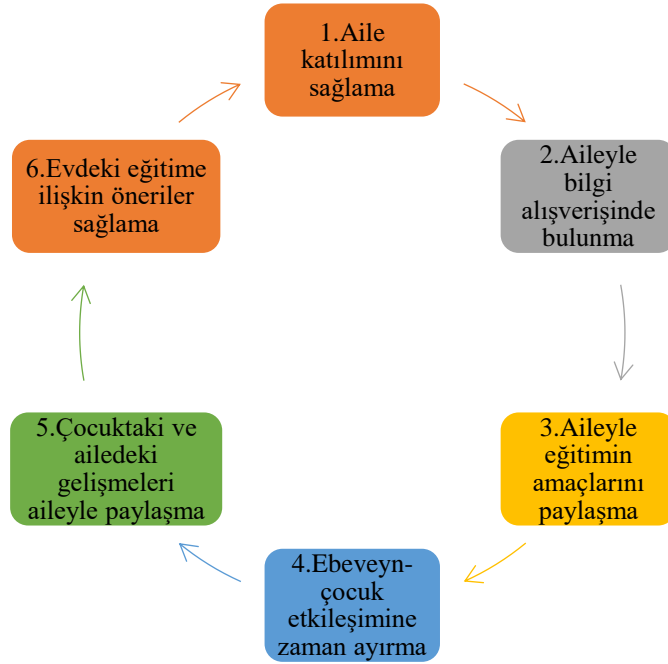 1.Aile
katılımını
sağlama
2.Aileyle
bilgi
alışverişinde
bulunma
3.Aileyle
eğitimin
amaçlarını
paylaşma
4.Ebeveyn-
çocuk
etkileşimine
zaman ayırma
5.Çocuktaki ve
ailedeki
gelişmeleri
aileyle paylaşma
6.Evdeki eğitime
ilişkin öneriler
sağlama